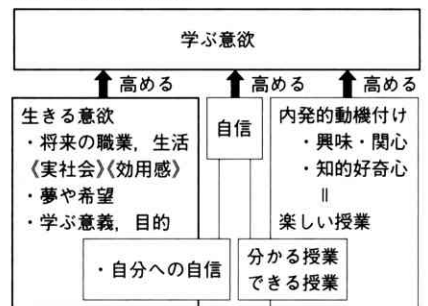 学ぶ意欲
高める
高める
高める
生きる意欲
・将来の職業，生活
《実社会》《効用感》
・夢や希望
・学ぶ意義，目的
自信
内発的動機付け
・興味・関心
・知的好奇心
＝
楽しい授業
・自分への自信
分かる授業
できる授業